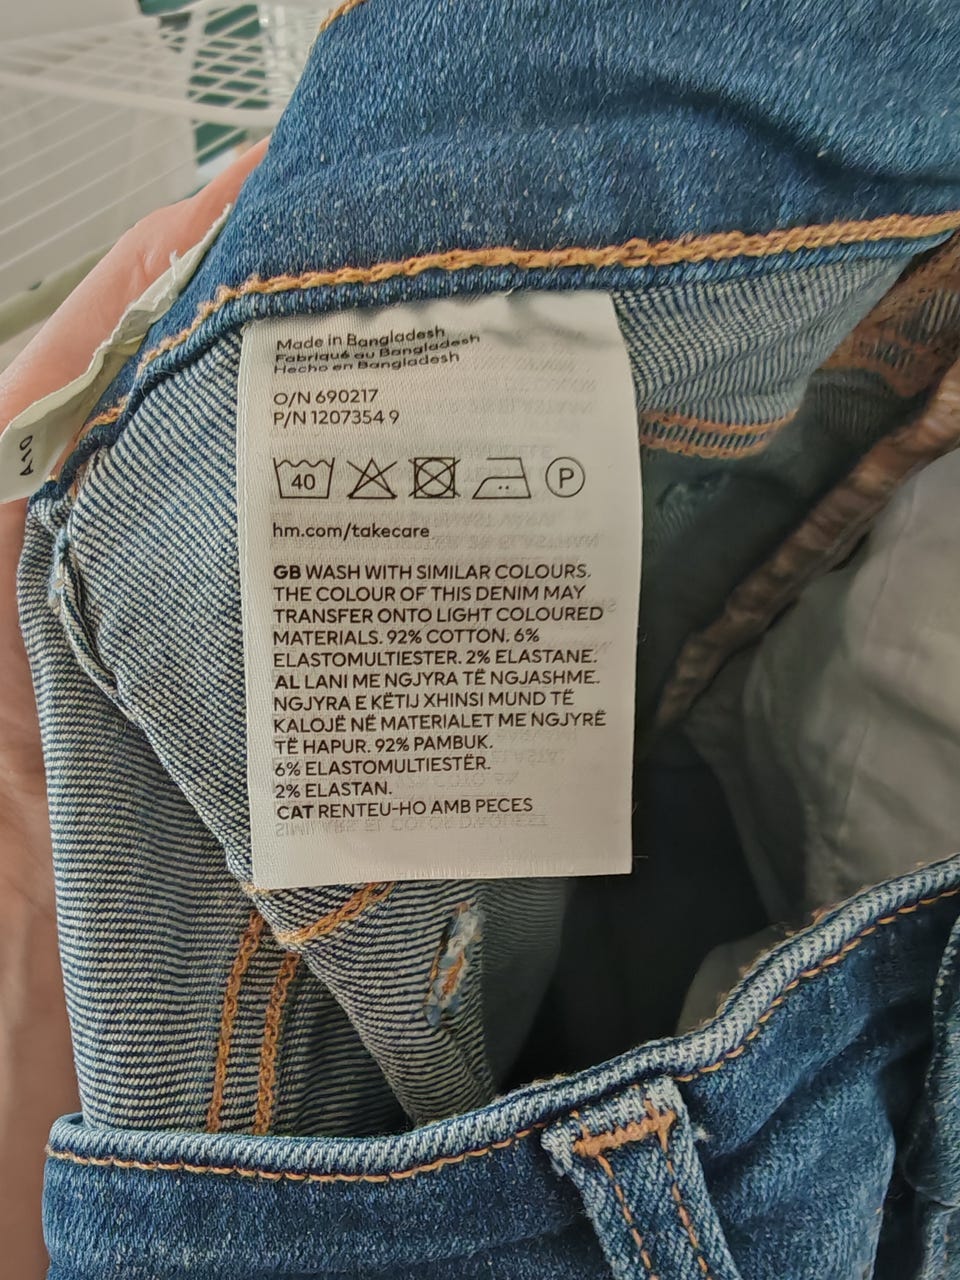 Made in Bangladesh
Fabriqué au Bangladesh
Hecho en Bangladesh
O/N 690217
P/N 1207354 9
40
P
hm.com/takecare
GB WASH WITH SIMILAR COLOURS.
THE COLOUR OF THIS DENIM MAY
TRANSFER ONTO LIGHT COLOURED
MATERIALS. 92% COTTON. 6%
ELASTOMULTIESTER. 2% ELASTANE.
AL LANI ME NGJYRA TË NGJASHME.
NGJYRA E KËTIJ XHINSI MUND TË
KALOJË NË MATERIALET ME NGJYRË
TË HAPUR. 92% PAMBUK.
6% ELASTOMULTIESTËR.
2% ELASTAN.
CAT RENTEU-HO AMB PECES